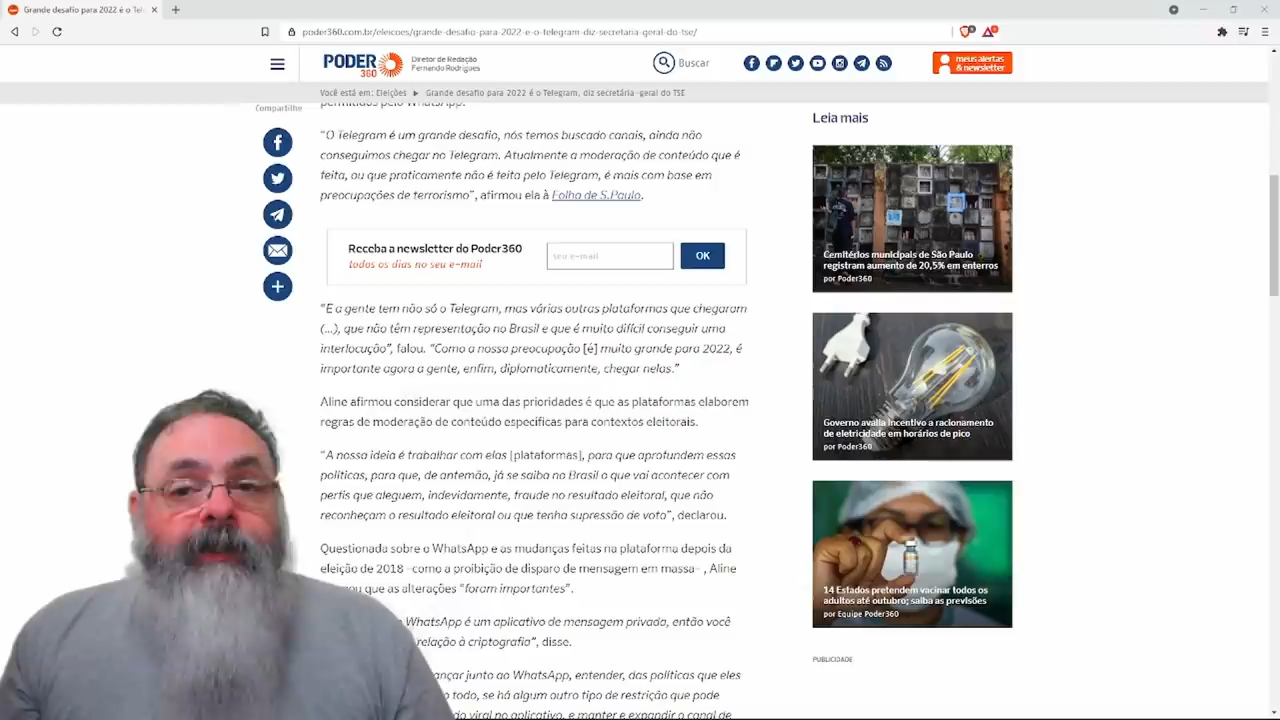 Grande desafio para 2022 é o Tel
poder360.com.br/eleicoes/grande-desafio-para-2022-e-o-telegram-diz-secretaria-geral-do-tse/
PODER
360
Diretor de Redação
Fernando Rodrigues
Buscar
meus alertas
& newsletter
Você está em: Eleições ▶ Grande desafio para 2022 é o Telegram, diz secretária-geral do TSE
permitidas pelo WhatsApp.
Compartilhe
“O Telegram é um grande desafio, nós temos buscado canais, ainda não
conseguimos chegar no Telegram. Atualmente a moderação de conteúdo que é
feita, ou que praticamente não é feita pelo Telegram, é mais com base em
preocupações de terrorismo”, afirmou ela à Folha de S.Paulo.
Receba a newsletter do Poder360
todos os dias no seu e-mail
seu e-mail
OK
“E a gente tem não só o Telegram, mas várias outras plataformas que chegaram
(...), que não têm representação no Brasil e que é muito difícil conseguir uma
interlocução”, falou. “Como a nossa preocupação [é] muito grande para 2022, é
importante agora a gente, enfim, diplomaticamente, chegar nelas.”
Aline afirmou considerar que uma das prioridades é que as plataformas elaborem
regras de moderação de conteúdo específicas para contextos eleitorais.
“A nossa ideia é trabalhar com elas [plataformas], para que aprofundem essas
políticas, para que, de antemão, já se saiba no Brasil o que vai acontecer com
perfis que aleguem, indevidamente, fraude no resultado eleitoral, que não
reconheçam o resultado eleitoral ou que tenha supressão de voto”, declarou.
Questionada sobre o WhatsApp e as mudanças feitas na plataforma depois da
eleição de 2018 –como a proibição de disparo de mensagem em massa– , Aline
ou que as alterações “foram importantes”.
WhatsApp é um aplicativo de mensagem privada, então você
relação à criptografia”, disse.
ançar junto ao WhatsApp, entender, das políticas que eles
do todo, se há algum outro tipo de restrição que pode
do viral no aplicativo, e manter e expandir o canal de
Leia mais
Cemitérios municipais de São Paulo
registram aumento de 20,5% em enterros
por Poder360
Governo avalia incentivo a racionamento
de eletricidade em horários de pico
por Poder360
14 Estados pretendem vacinar todos os
adultos até outubro; saiba as previsões
por Equipe Poder360
PUBLICIDADE